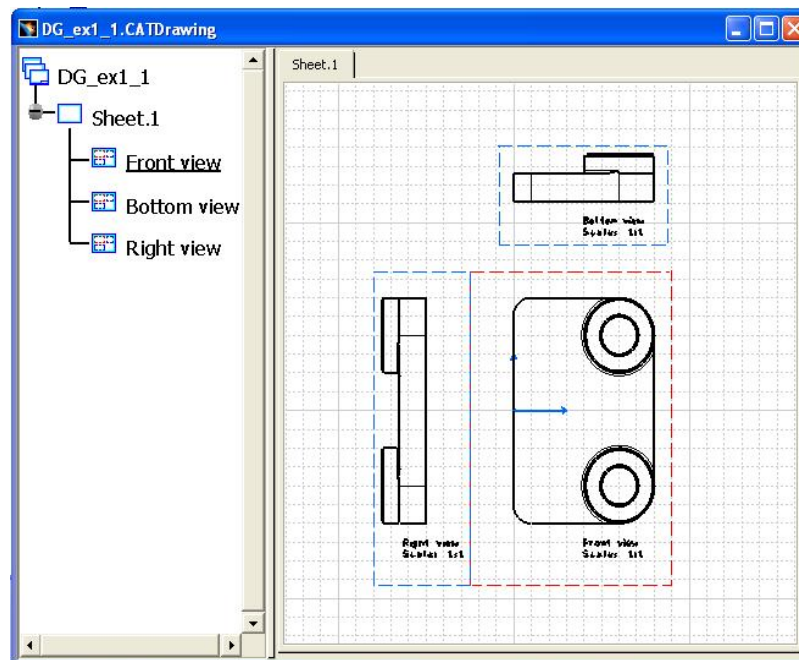 DG_ex1_1.CATDrawing
DG_ex1_1
Sheet.1
Front view
Bottom view
Right view
Sheet.1
Bottom view
Scale: 1:1
Right view
Scale: 1:1
Front view
Scale: 1:1